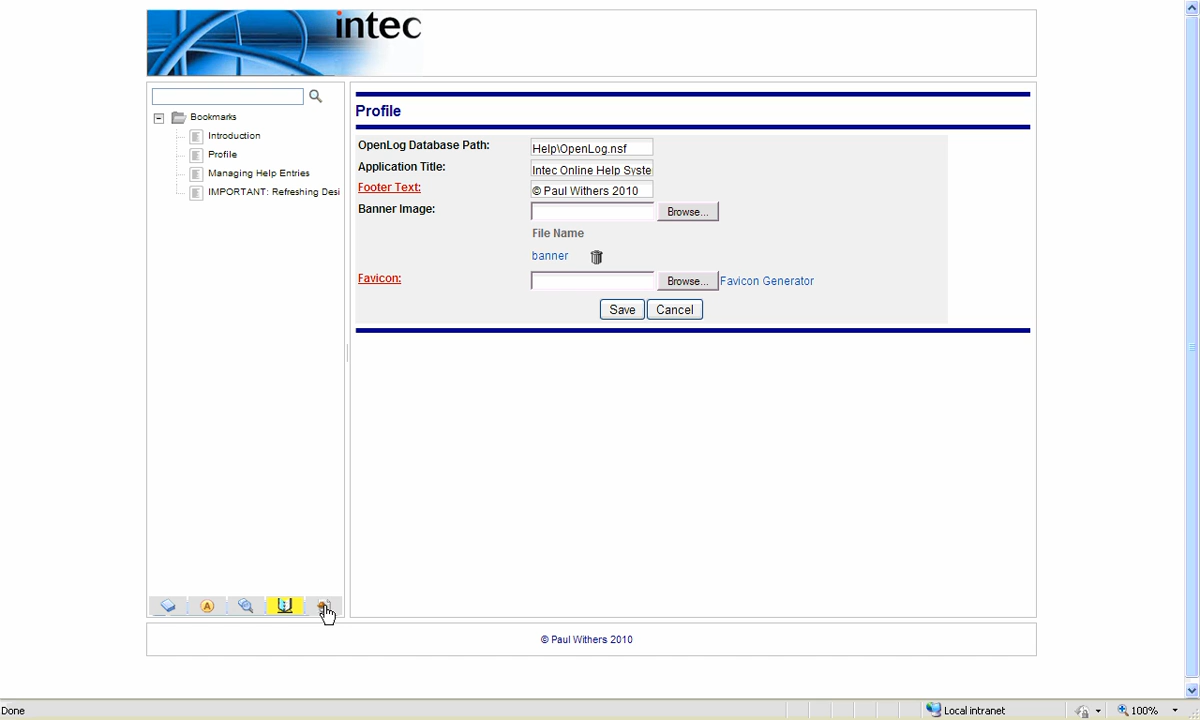 intec
Profile
Bookmarks
Introduction
Profile
Managing Help Entries
IMPORTANT: Refreshing Desi
OpenLog Database Path: Help\OpenLog.nsf
Application Title: Intec Online Help Syste
Footer Text: © Paul Withers 2010
Banner Image: Browse...
File Name
banner
Favicon: Browse... Favicon Generator
Save Cancel
A
© Paul Withers 2010
Done Local intranet 100%